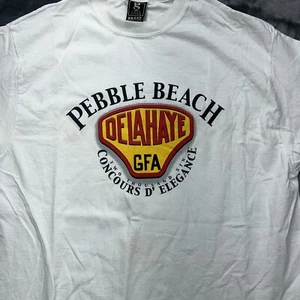 PEBBLE BEACH
DELAHAYE
GFA
CONCOURS D' ELEGANCE